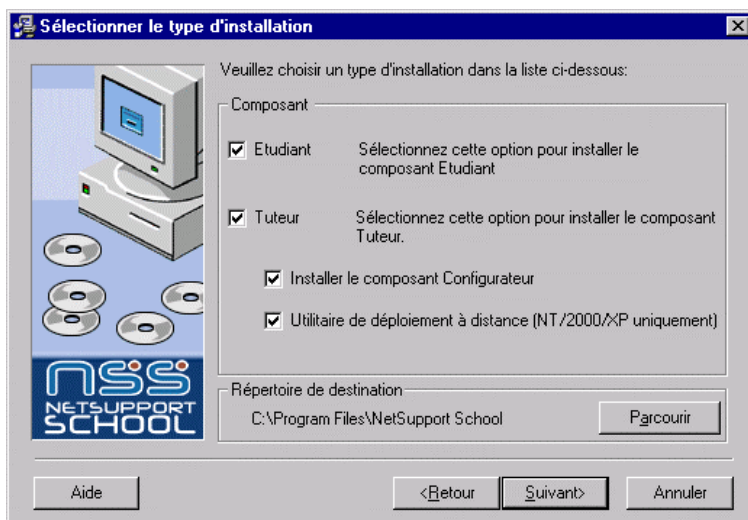 Sélectionner le type d'installation
Veuillez choisir un type d'installation dans la liste ci-dessous:
Composant
Etudiant
Sélectionnez cette option pour installer le
composant Etudiant
Tuteur
Sélectionnez cette option pour installer le composant
Tuteur.
Installer le composant Configurateur
Utilitaire de déploiement à distance (NT/2000/XP uniquement)
nss
NETSUPPORT
SCHOOL
Répertoire de destination
C:\Program Files\NetSupport School
Parcourir
Aide
<Retour
Suivant>
Annuler